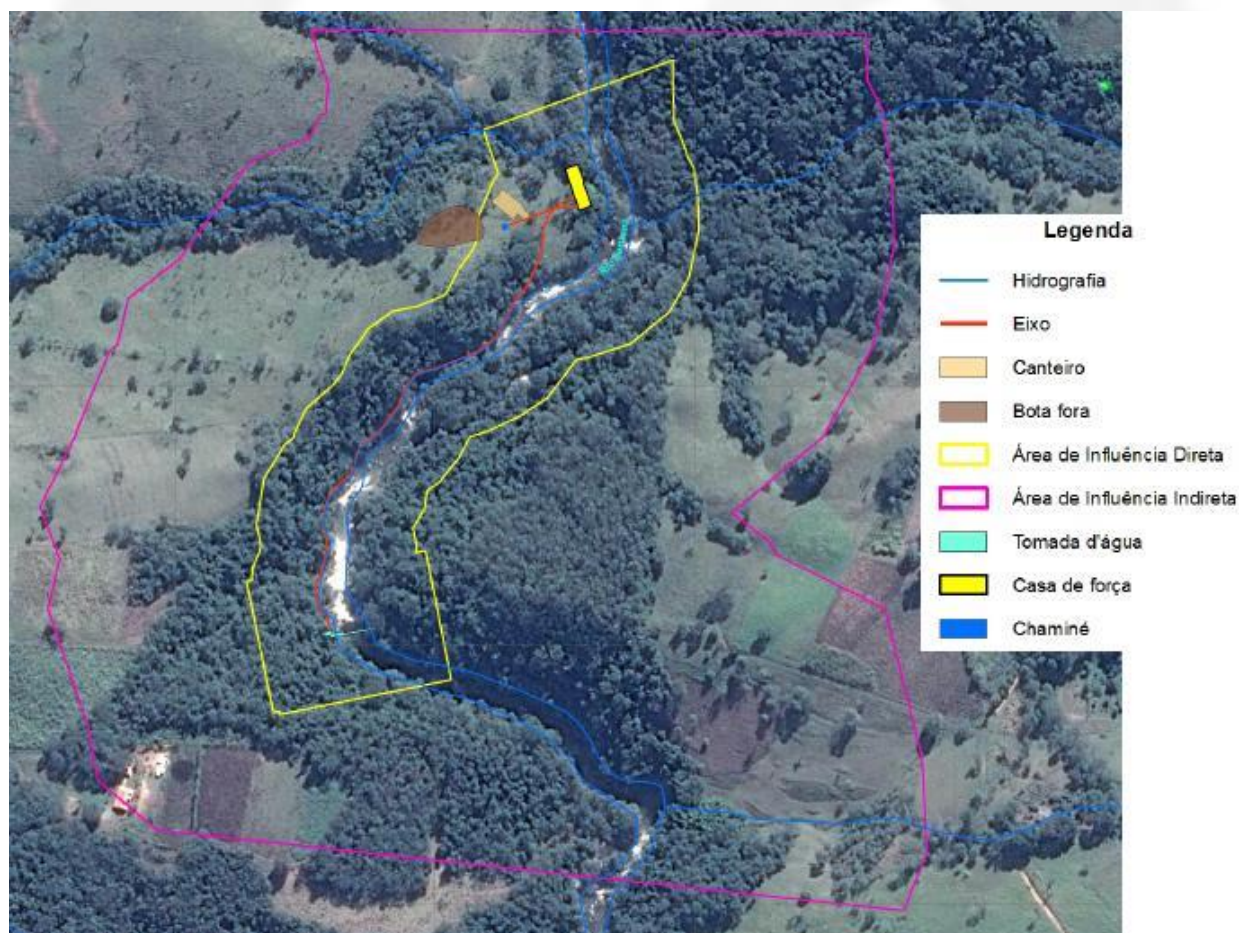 Legenda
Hidrografia
Eixo
Canteiro
Bota fora
Área de Influência Direta
Área de Influência Indireta
Tomada d'água
Casa de força
Chaminé